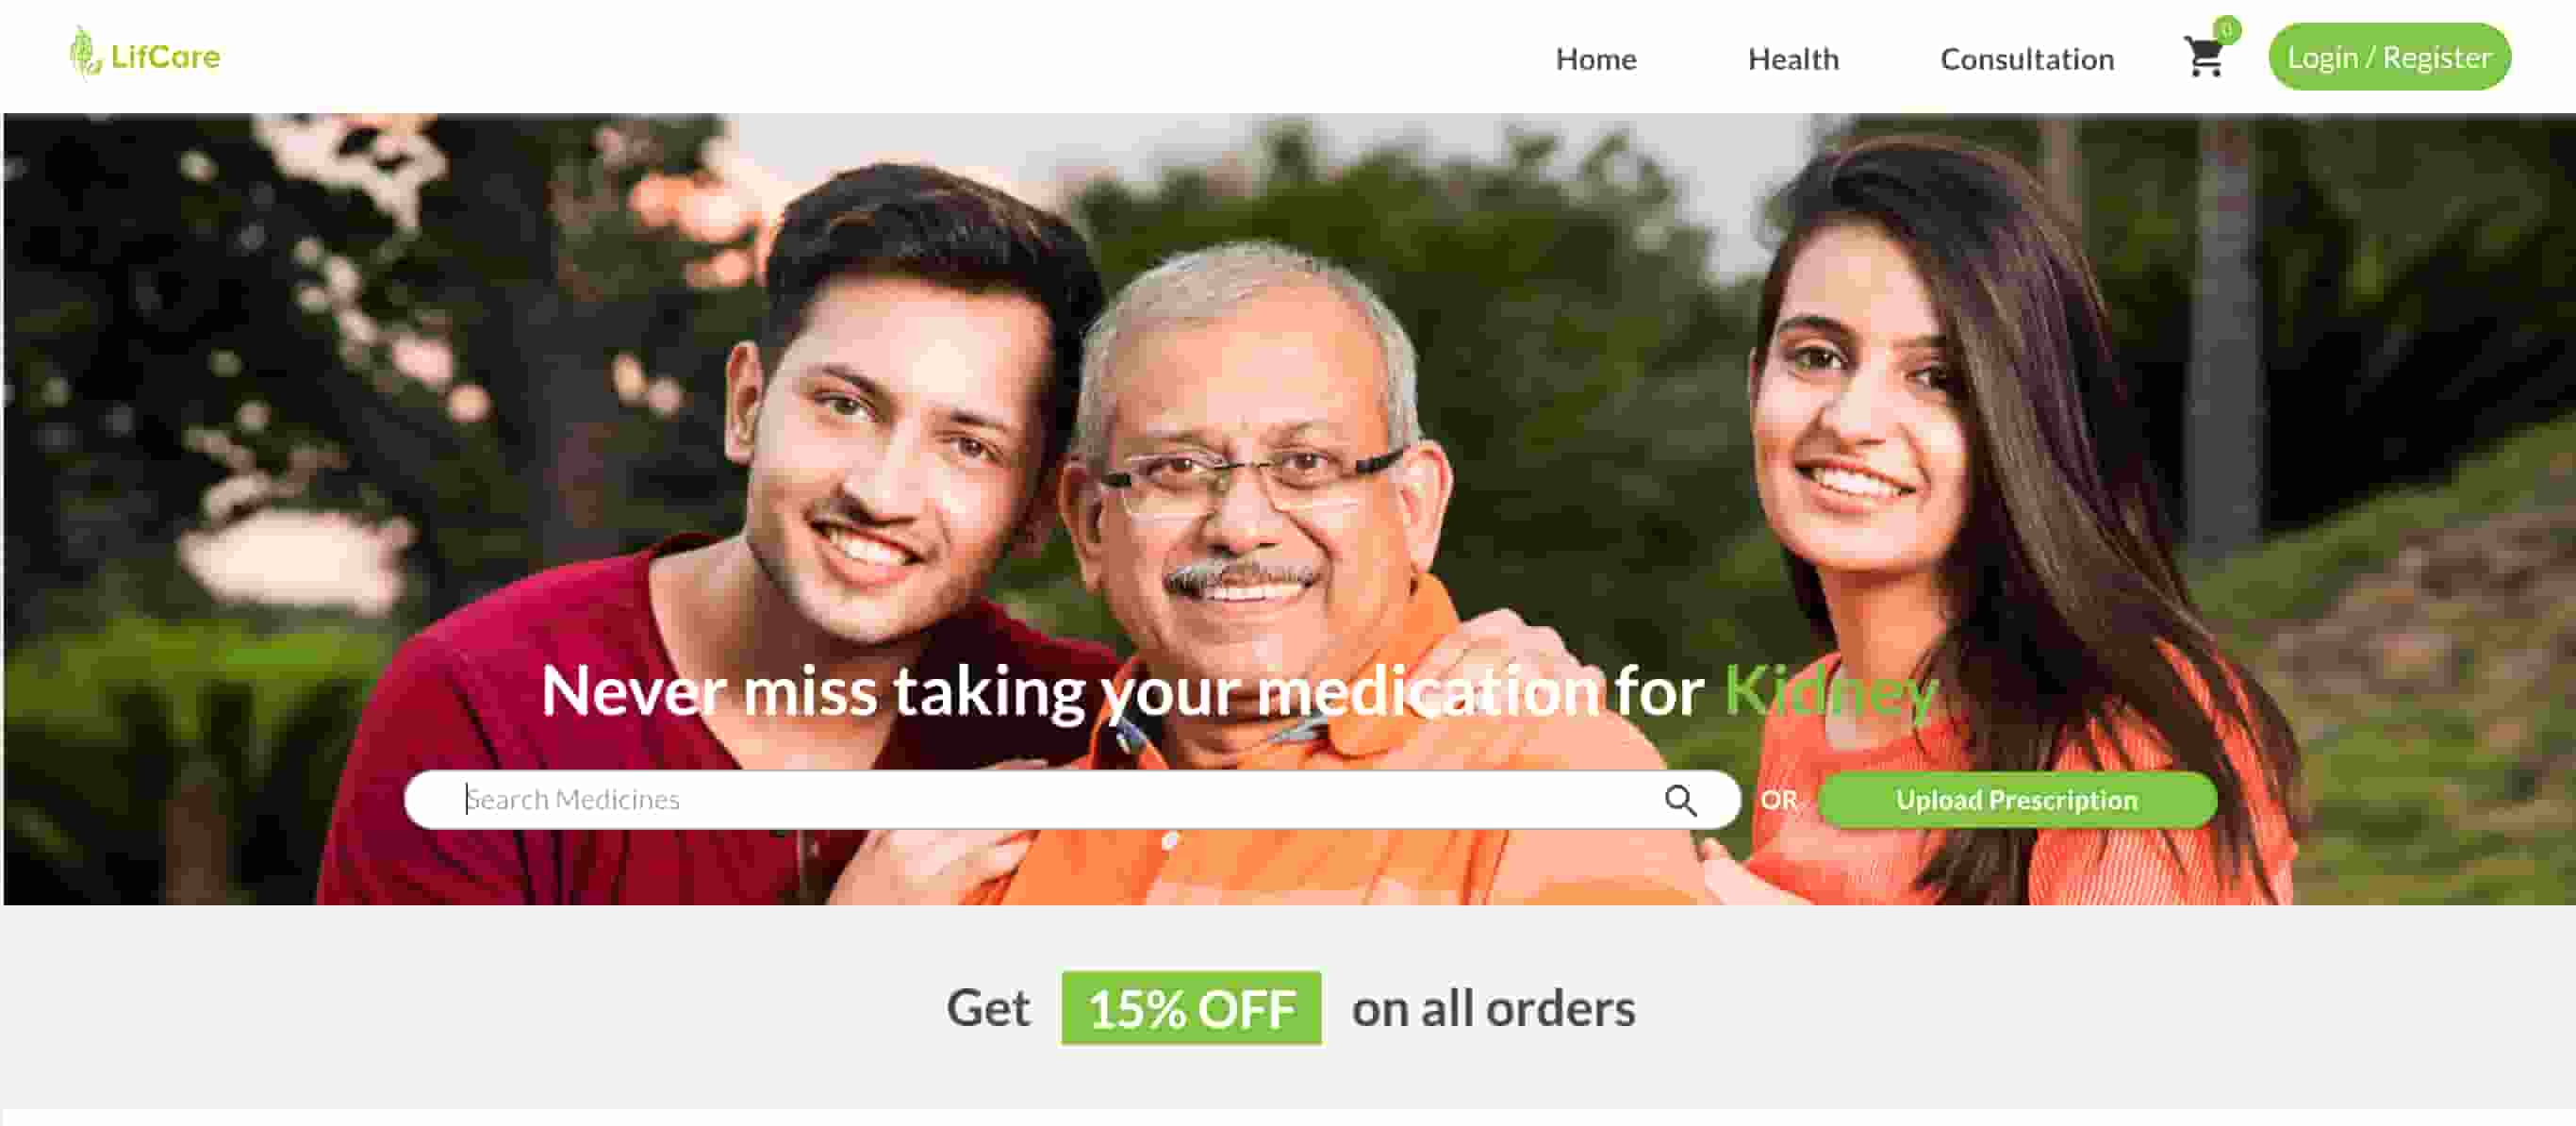 LifCare
Home Health Consultation 0 Login / Register
Never miss taking your medication for Kidney
Search Medicines OR Upload Prescription
Get 15% OFF on all orders